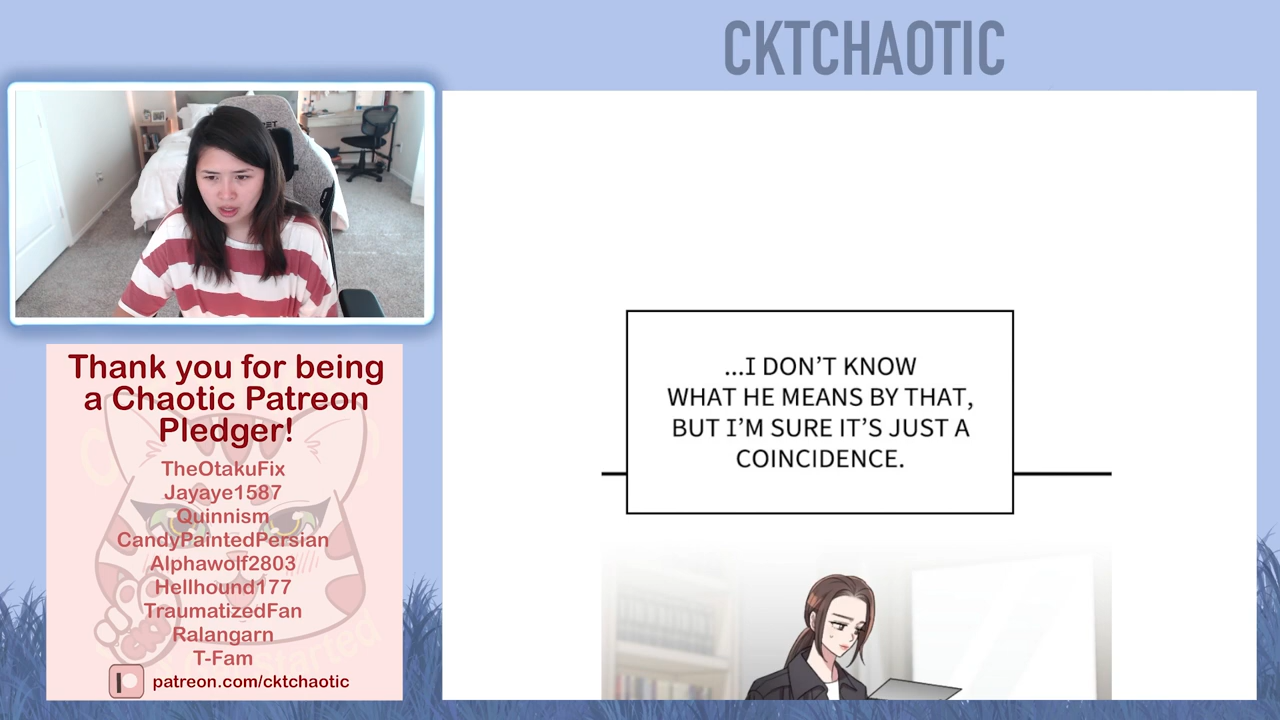 CKTCHAOTIC
Thank you for being
a Chaotic Patreon
Pledger!
TheOtakuFix
Jayaye1587
Quinnism
CandyPaintedPersian
Alphawolf2803
Hellhound177
TraumatizedFan
Ralangarn
T-Fam
patreon.com/cktchaotic
...I DON'T KNOW
WHAT HE MEANS BY THAT,
BUT I'M SURE IT'S JUST A
COINCIDENCE.